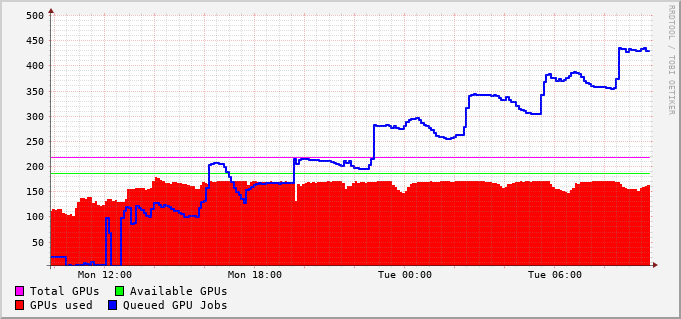 500
450
400
350
300
250
200
150
100
50
Mon 12:00 Mon 18:00 Tue 00:00 Tue 06:00
Total GPUs Available GPUs
GPUs used Queued GPU Jobs
RRDTOOL / TOBI OETIKER